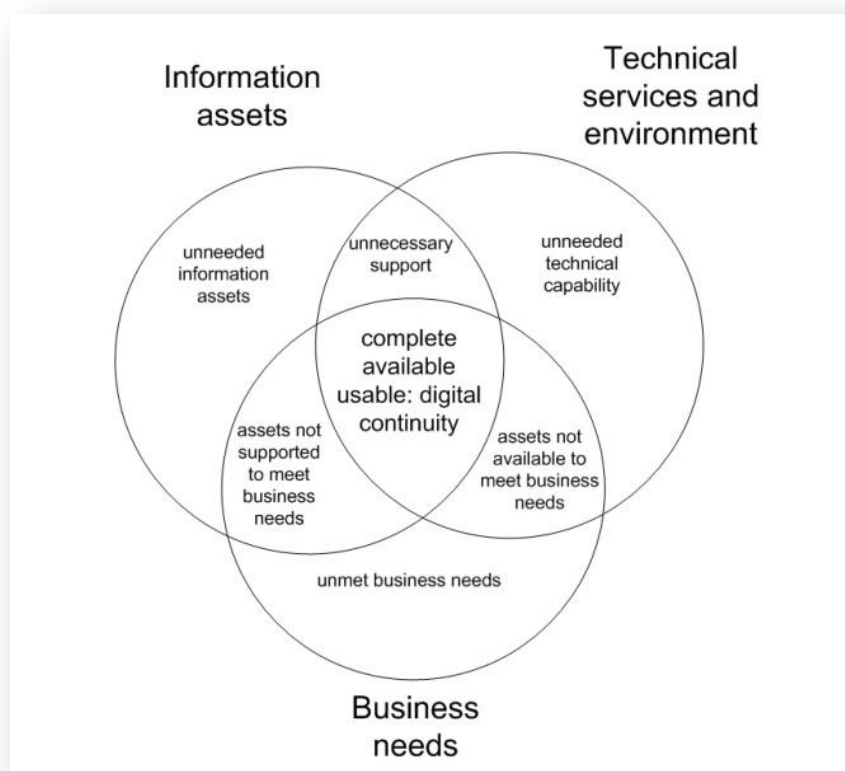 Information
assets
Technical
services and
environment
unneeded
information
assets
unnecessary
support
unneeded
technical
capability
complete
available
usable: digital
continuity
assets not
supported
to meet
business
needs
assets not
available to
meet business
needs
unmet business needs
Business
needs